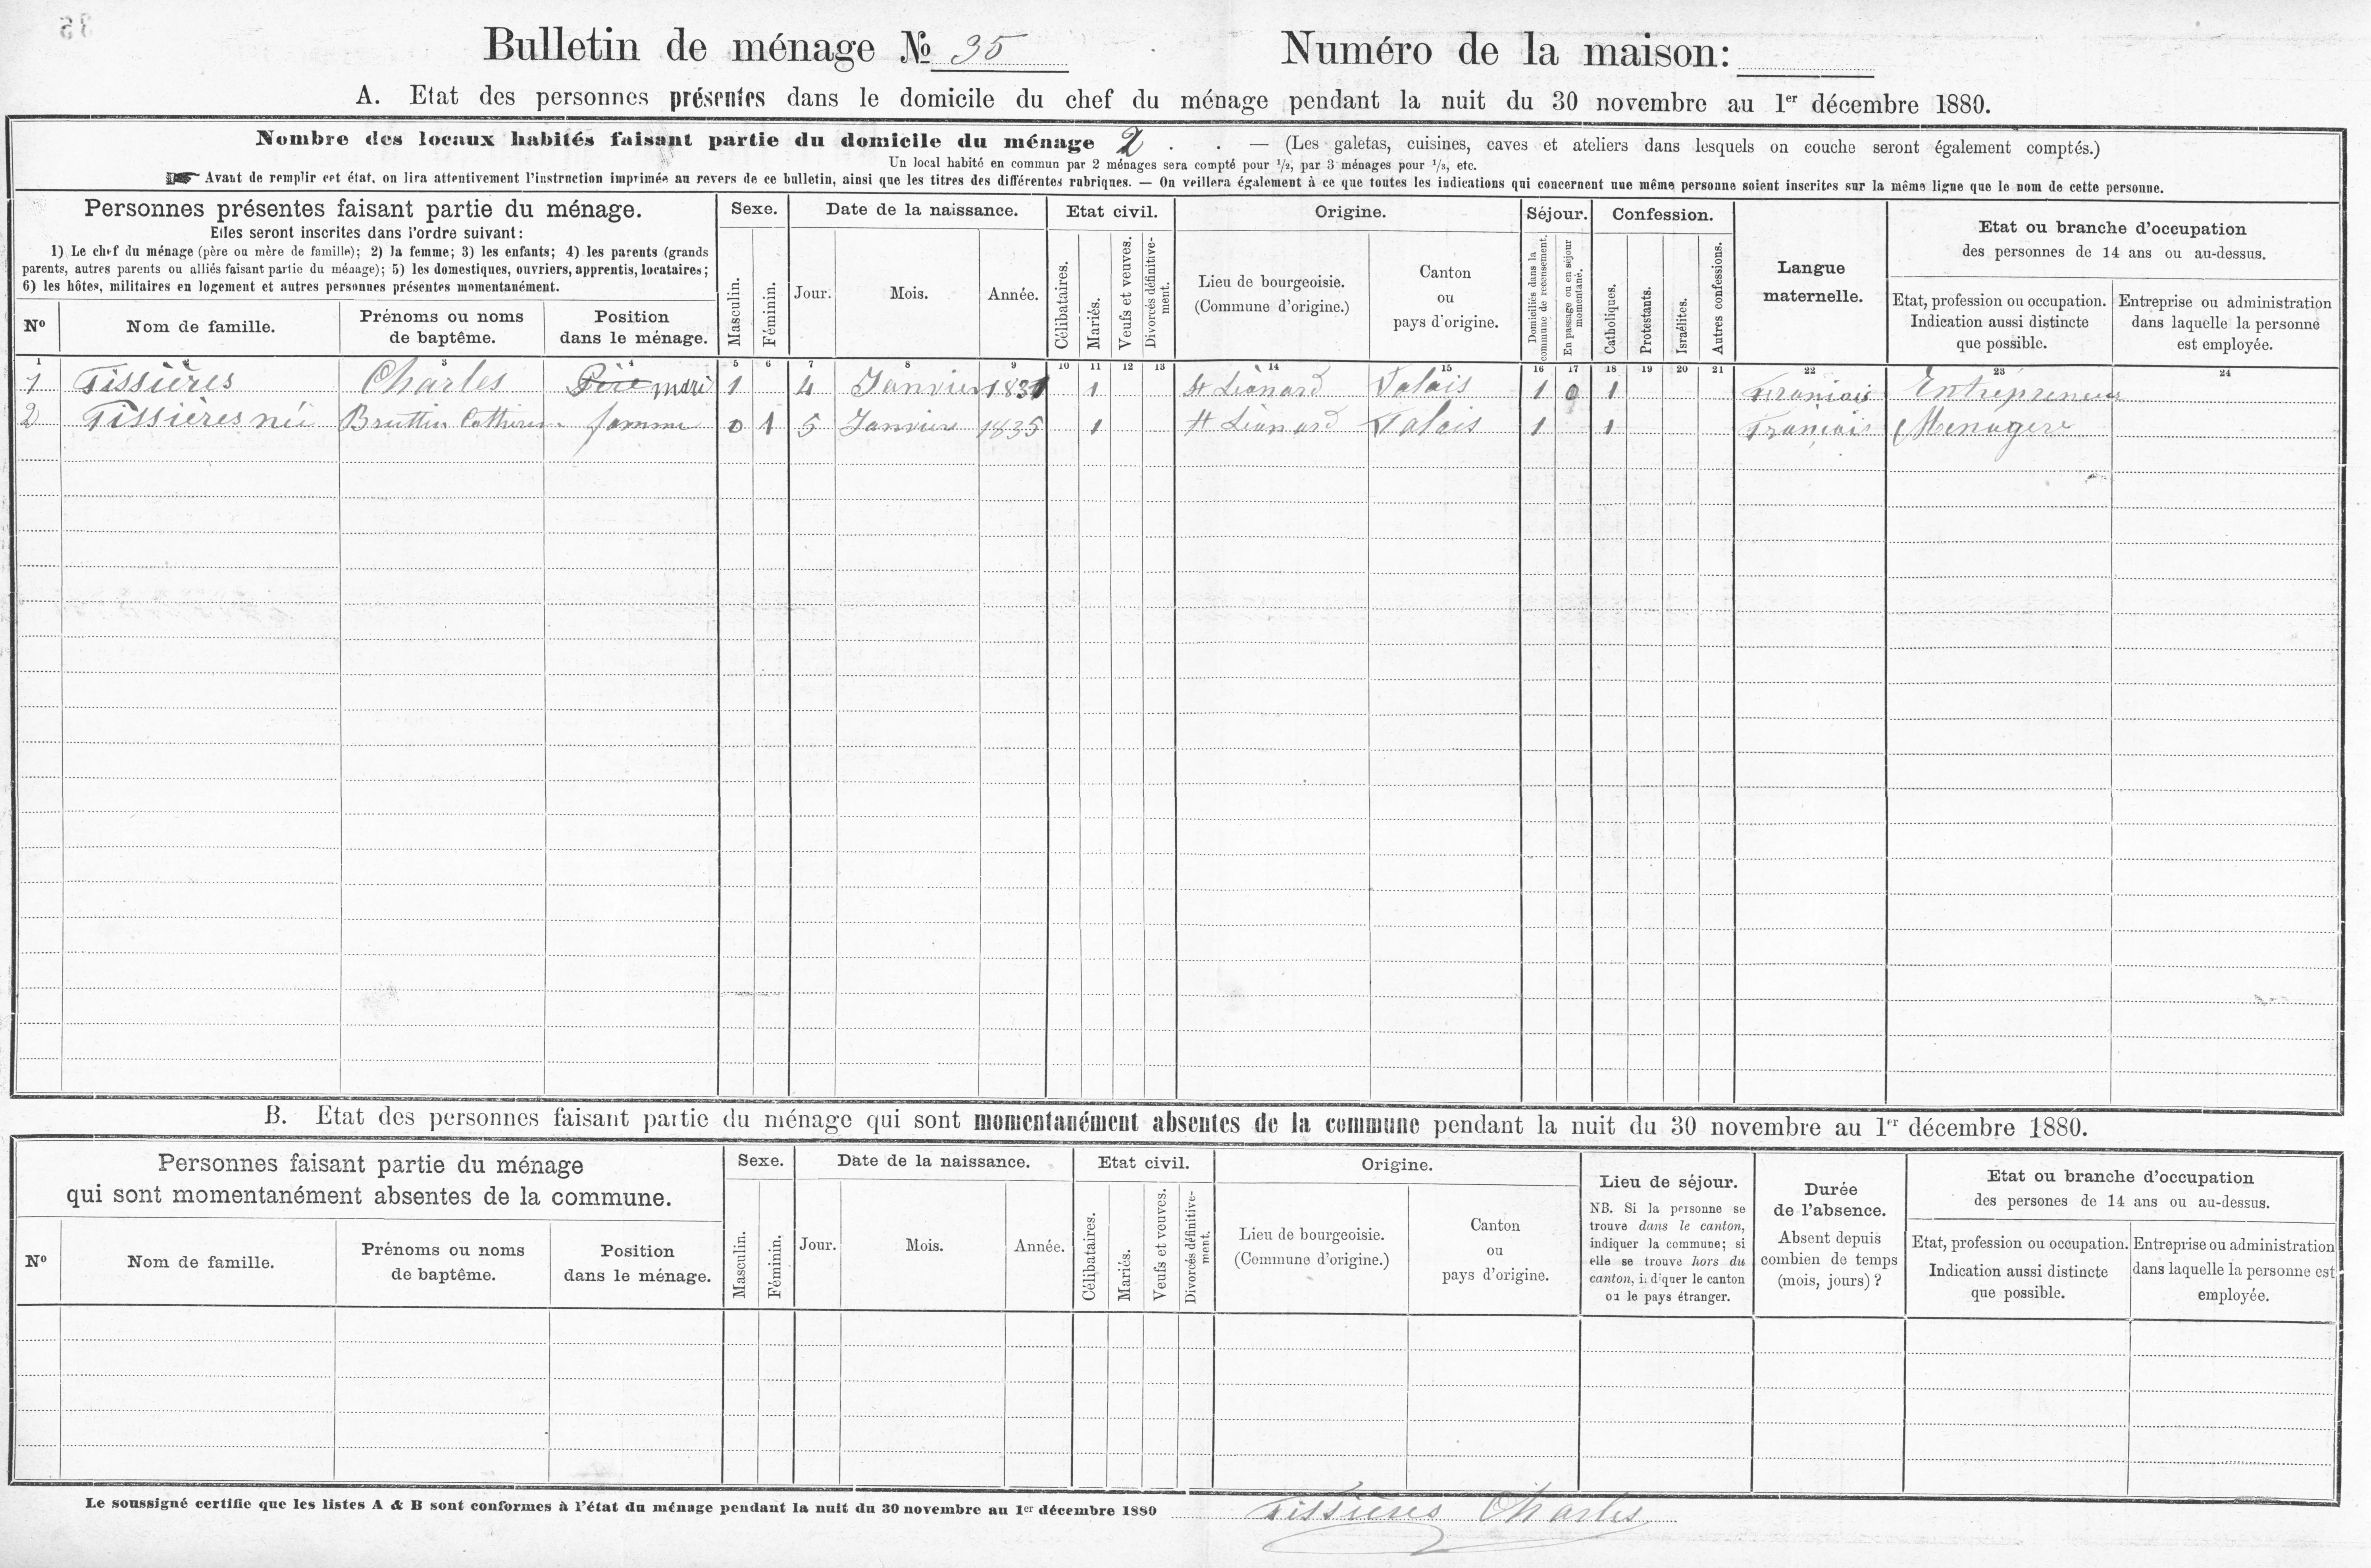 35
Bulletin de ménage № 35
Numéro de la maison:
A. Etat des personnes présentes dans le domicile du chef du ménage pendant la nuit du 30 novembre au 1er décembre 1880.
Nombre des locaux habités faisant partie du domicile du ménage 2 . . — (Les galetas, cuisines, caves et ateliers dans lesquels on couche seront également comptés.)
Un local habité en commun par 2 ménages sera compté pour 1/2, par 3 ménages pour 1/3, etc.
Avant de remplir cet état, on lira attentivement l'instruction imprimée au revers de ce bulletin, ainsi que les titres des différentes rubriques. — On veillera également à ce que toutes les indications qui concernent une même personne soient inscrites sur la même ligne que le nom de cette personne.
Personnes présentes faisant partie du ménage.
Elles seront inscrites dans l'ordre suivant:
1) Le chef du ménage (père ou mère de famille); 2) la femme; 3) les enfants; 4) les parents (grands
parents, autres parents ou alliés faisant partie du ménage); 5) les domestiques, ouvriers, apprentis, locataires;
6) les hôtes, militaires en logement et autres personnes présentes momentanément.
No
Nom de famille.
Prénoms ou noms
de baptême.
Position
dans le ménage.
Sexe.
Masculin.
Féminin.
Date de la naissance.
Jour.
Mois.
Année.
Etat civil.
Célibataires.
Mariés.
Veufs et veuves.
Divorcés définitive-
ment.
Origine.
Lieu de bourgeoisie.
(Commune d'origine.)
Canton
ou
pays d'origine.
Séjour.
Domiciliés dans la
commune de recensement.
En passage ou en séjour
momentané.
Confession.
Catholiques.
Protestants.
Israélites.
Autres confessions.
Langue
maternelle.
Etat ou branche d'occupation
des personnes de 14 ans ou au-dessus.
Etat, profession ou occupation.
Indication aussi distincte
que possible.
Entreprise ou administration
dans laquelle la personne
est employée.
1 2 3 4 5 6 7 8 9 10 11 12 13 14 15 16 17 18 19 20 21 22 23 24
1 Tissières Charles Père mari 1 4 Janvier 1831 1 St Léonard Valais 1 0 1 Français Entrepreneur
2 Tissières née Bruttin Catherine femme 0 1 5 Janvier 1835 1 St Léonard Valais 1 1 Français Ménagère
B. Etat des personnes faisant partie du ménage qui sont momentanément absentes de la commune pendant la nuit du 30 novembre au 1er décembre 1880.
Personnes faisant partie du ménage
qui sont momentanément absentes de la commune.
No
Nom de famille.
Prénoms ou noms
de baptême.
Position
dans le ménage.
Sexe.
Masculin.
Féminin.
Date de la naissance.
Jour.
Mois.
Année.
Etat civil.
Célibataires.
Mariés.
Veufs et veuves.
Divorcés définitive-
ment.
Origine.
Lieu de bourgeoisie.
(Commune d'origine.)
Canton
ou
pays d'origine.
Lieu de séjour.
NB. Si la personne se
trouve dans le canton,
indiquer la commune; si
elle se trouve hors du
canton, indiquer le canton
ou le pays étranger.
Durée
de l'absence.
Absent depuis
combien de temps
(mois, jours)?
Etat ou branche d'occupation
des persones de 14 ans ou au-dessus.
Etat, profession ou occupation.
Indication aussi distincte
que possible.
Entreprise ou administration
dans laquelle la personne est
employée.
Le soussigné certifie que les listes A & B sont conformes à l'état du ménage pendant la nuit du 30 novembre au 1er décembre 1880 Tissières Charles